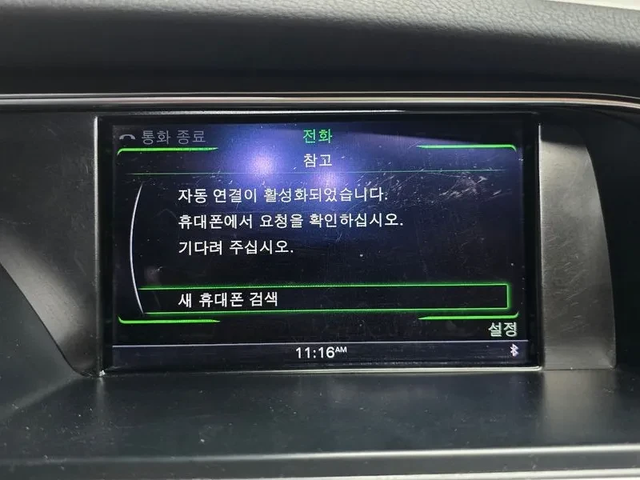 통화 종료
전화
참고
자동 연결이 활성화되었습니다.
휴대폰에서 요청을 확인하십시오.
기다려 주십시오.
새 휴대폰 검색
설정
11:16AM